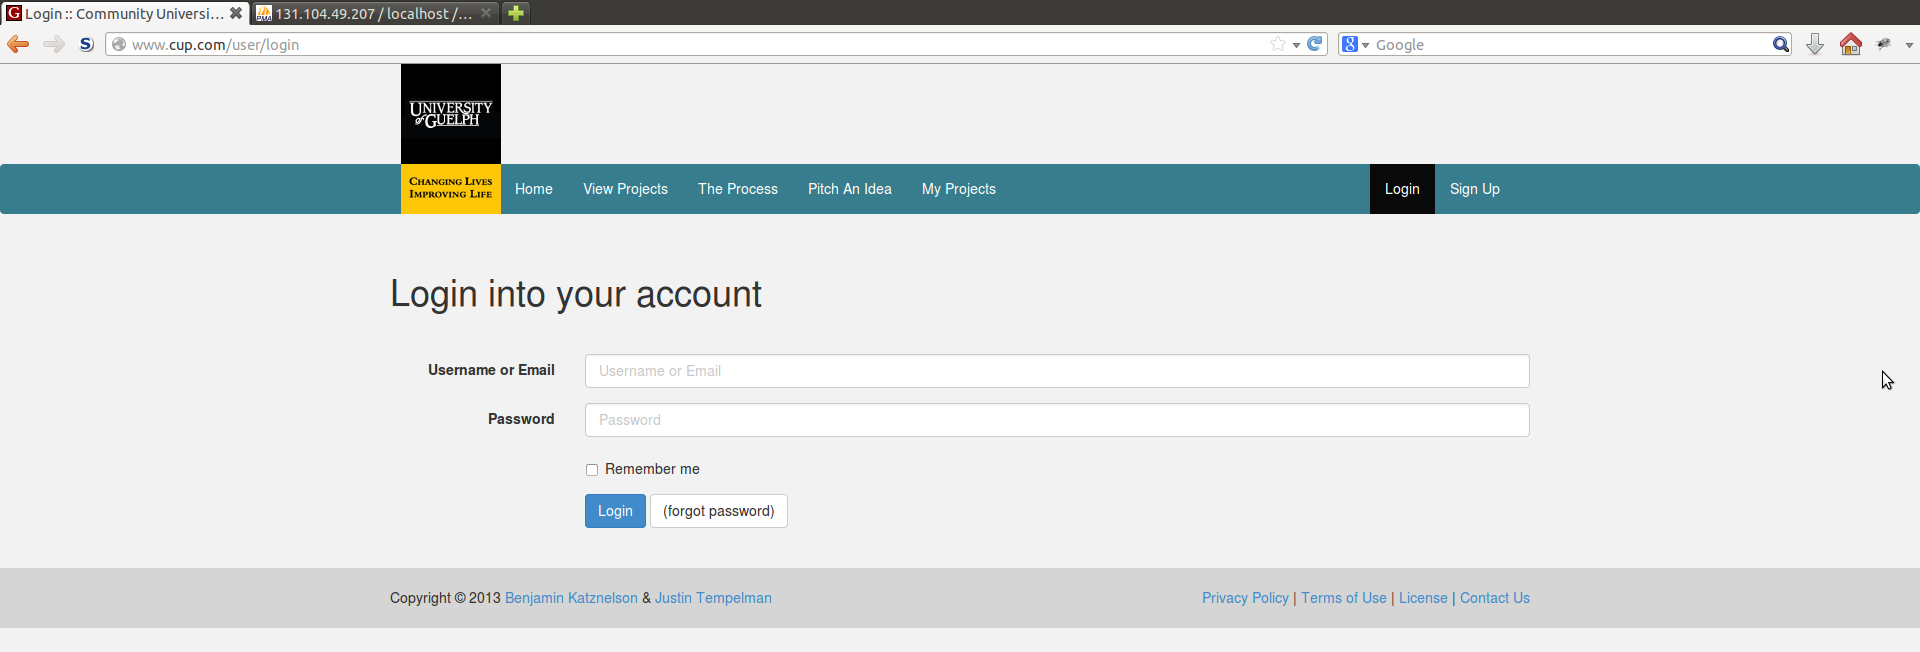 Login :: Community Universi... 131.104.49.207 / localhost /...
www.cup.com/user/login Google
UNIVERSITY
of GUELPH
CHANGING LIVES
IMPROVING LIFE
Home View Projects The Process Pitch An Idea My Projects Login Sign Up
Login into your account
Username or Email Username or Email
Password Password
Remember me
Login (forgot password)
Copyright © 2013 Benjamin Katznelson & Justin Tempelman Privacy Policy | Terms of Use | License | Contact Us